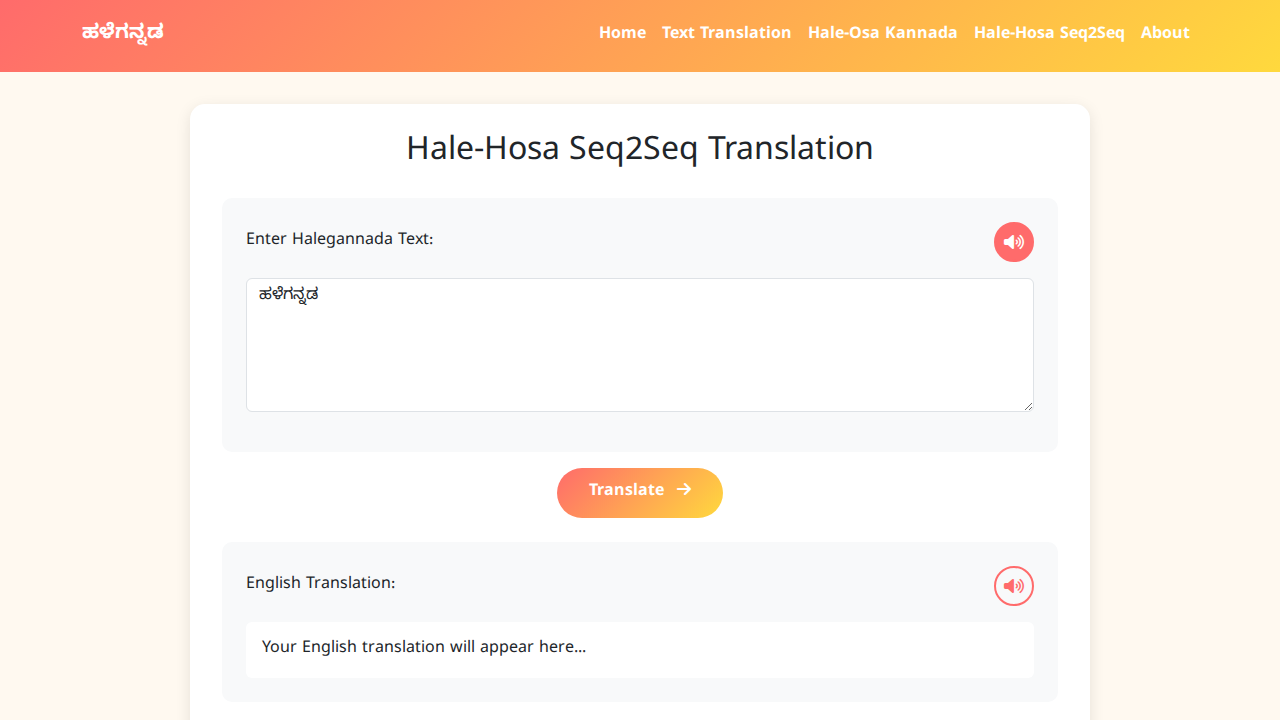 ಹಳೆಗನ್ನಡ
Home Text Translation Hale-Osa Kannada Hale-Hosa Seq2Seq About
Hale-Hosa Seq2Seq Translation
Enter Halegannada Text:
ಹಳೆಗನ್ನಡ
Translate
English Translation:
Your English translation will appear here...